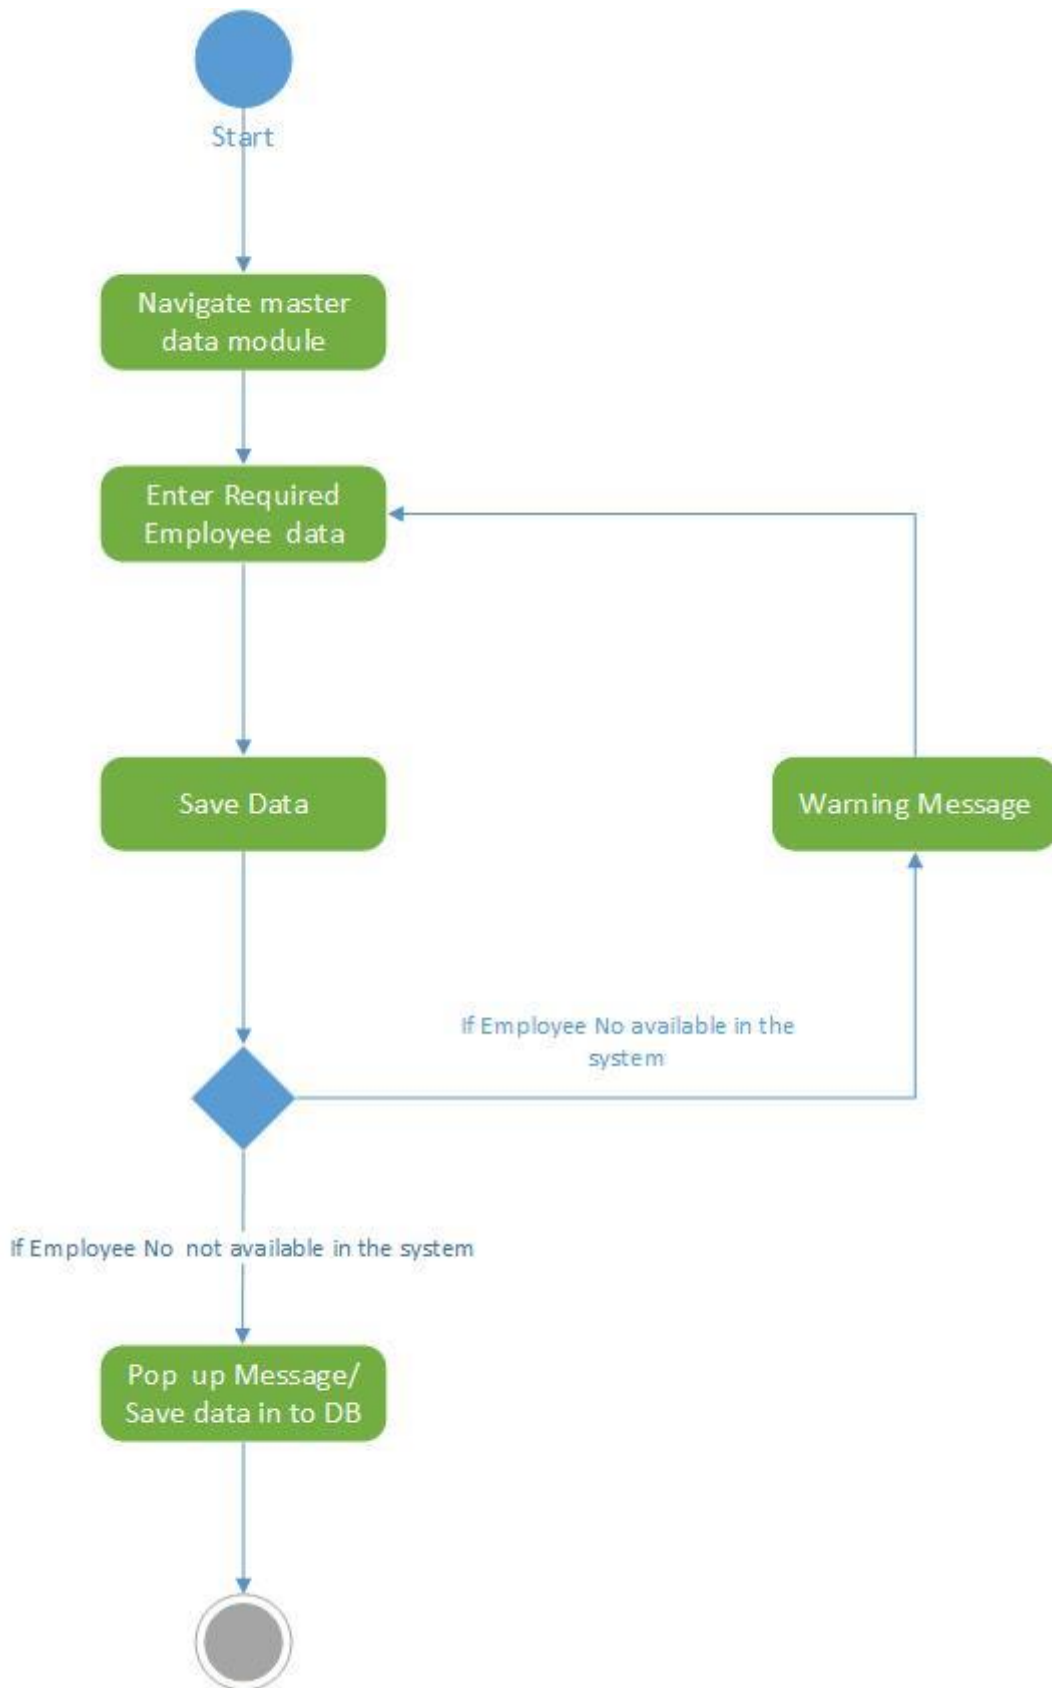 Start
Navigate master
data module
Enter Required
Employee data
Save Data
Warning Message
If Employee No available in the
system
If Employee No not available in the system
Pop up Message/
Save data in to DB